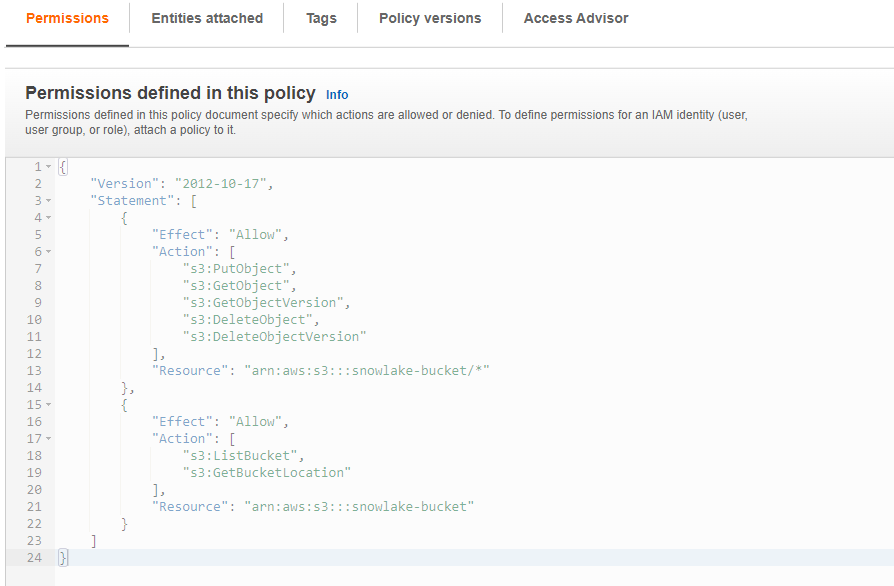 Permissions Entities attached Tags Policy versions Access Advisor
Permissions defined in this policy Info
Permissions defined in this policy document specify which actions are allowed or denied. To define permissions for an IAM identity (user,
user group, or role), attach a policy to it.
1 {
2 "Version": "2012-10-17",
3 "Statement": [
4 {
5 "Effect": "Allow",
6 "Action": [
7 "s3:PutObject",
8 "s3:GetObject",
9 "s3:GetObjectVersion",
10 "s3:DeleteObject",
11 "s3:DeleteObjectVersion"
12 ],
13 "Resource": "arn:aws:s3:::snowlake-bucket/*"
14 },
15 {
16 "Effect": "Allow",
17 "Action": [
18 "s3:ListBucket",
19 "s3:GetBucketLocation"
20 ],
21 "Resource": "arn:aws:s3:::snowlake-bucket"
22 }
23 ]
24 }